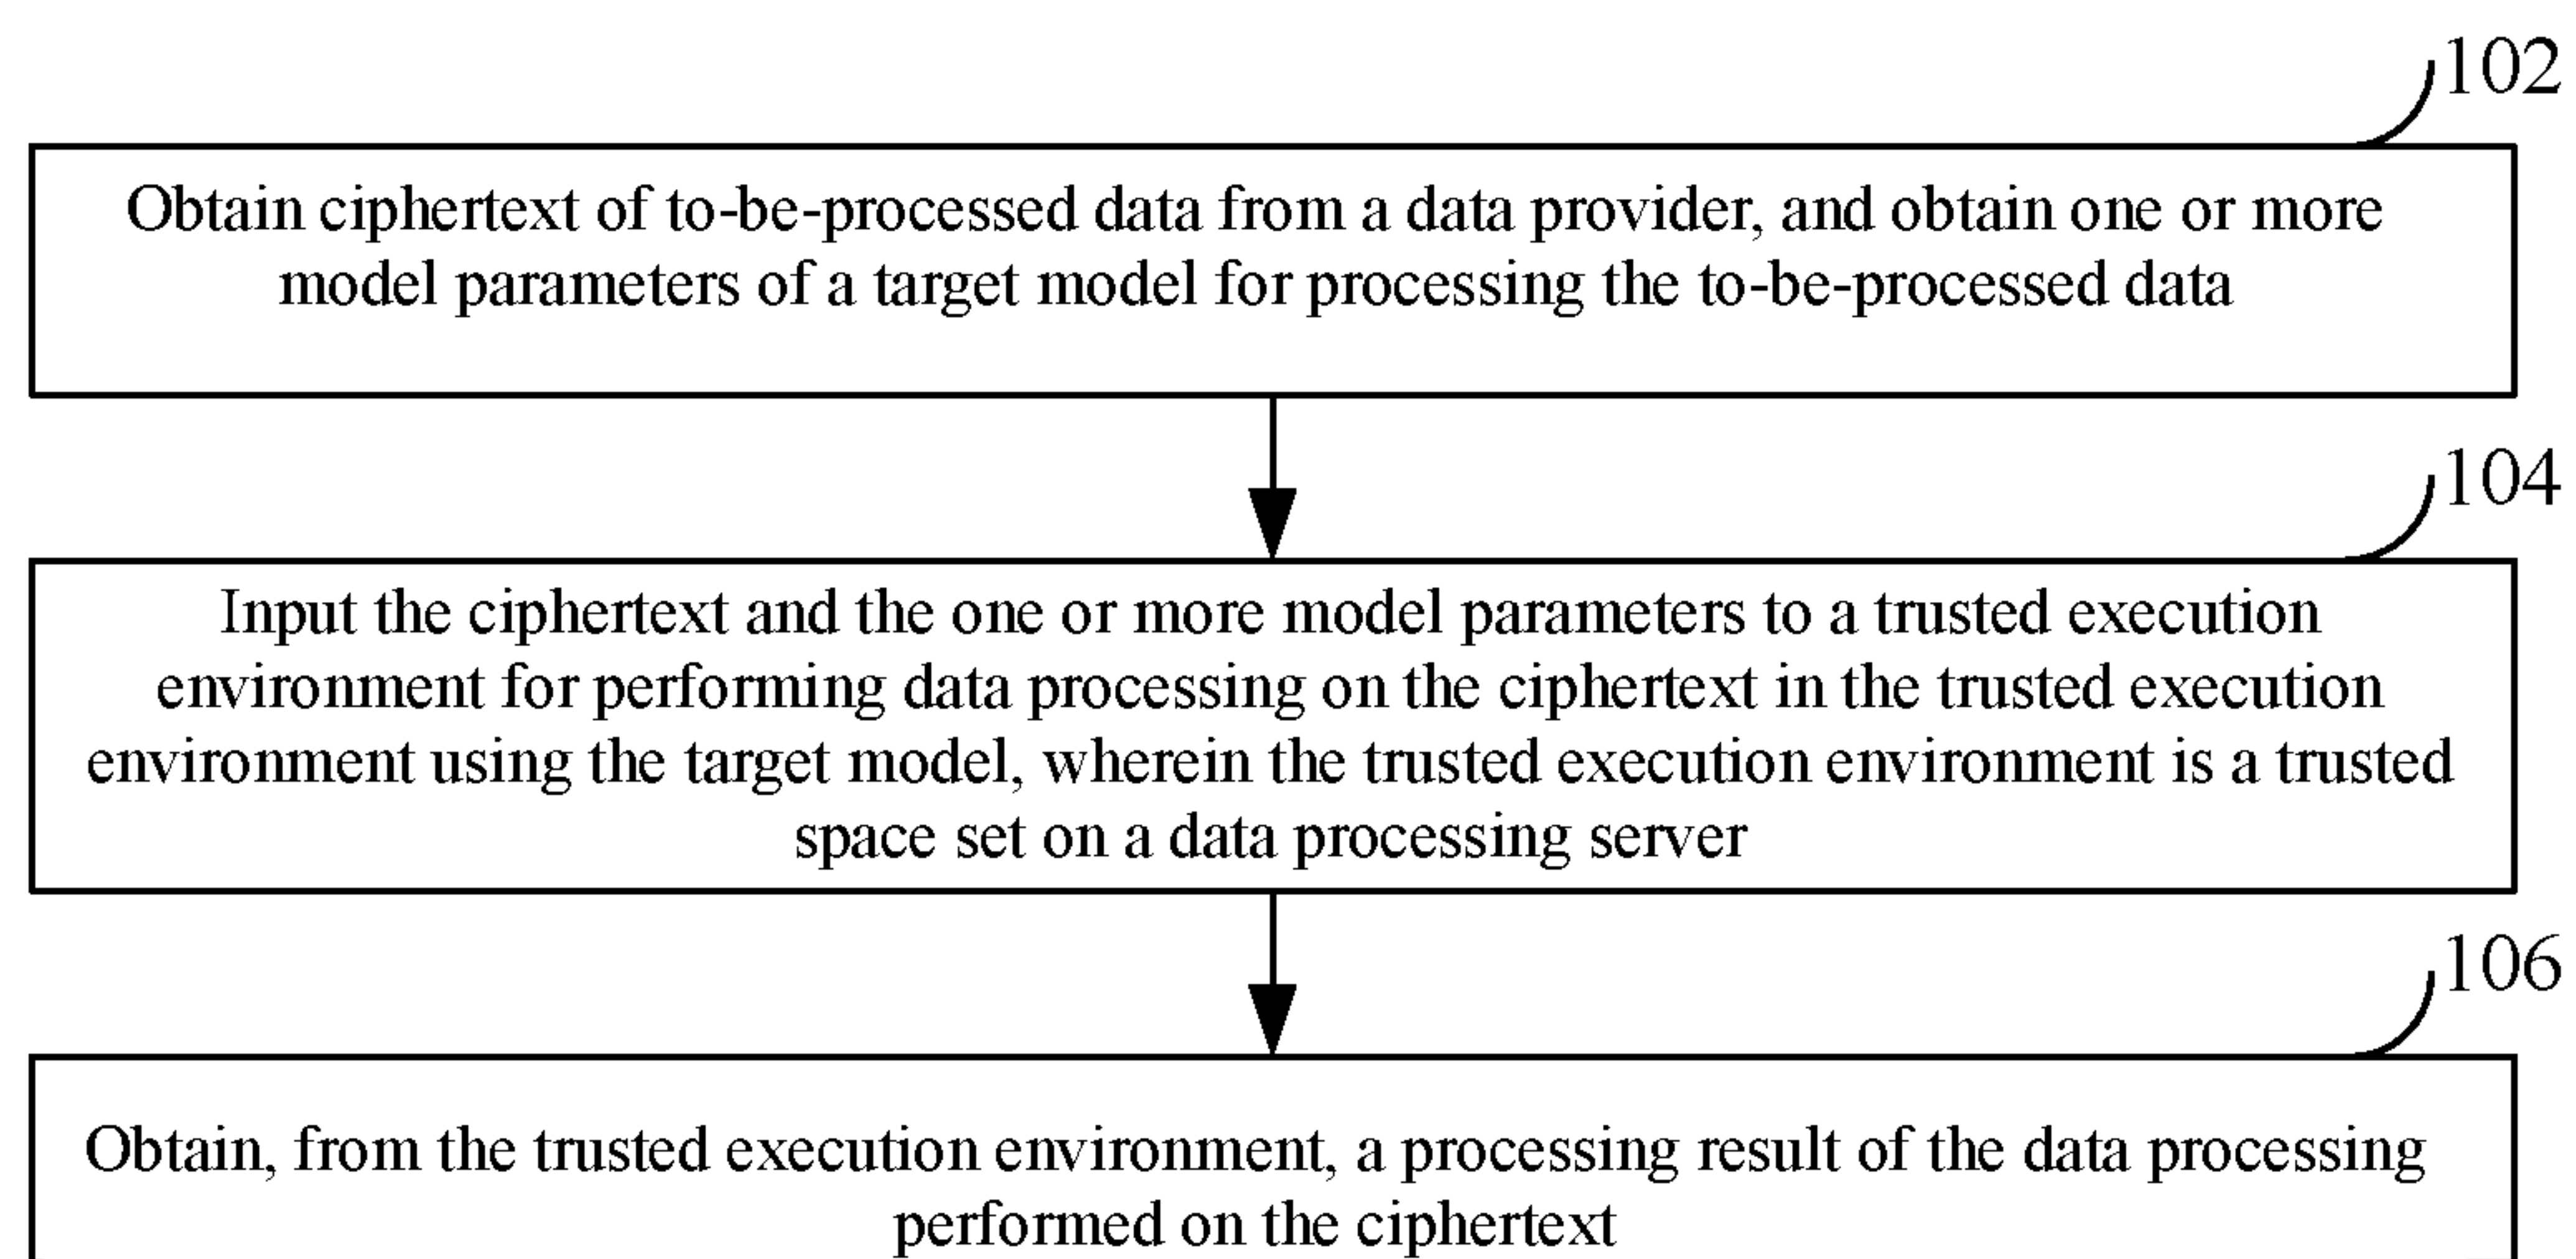 102
Obtain ciphertext of to-be-processed data from a data provider, and obtain one or more
model parameters of a target model for processing the to-be-processed data
104
Input the ciphertext and the one or more model parameters to a trusted execution
environment for performing data processing on the ciphertext in the trusted execution
environment using the target model, wherein the trusted execution environment is a trusted
space set on a data processing server
106
Obtain, from the trusted execution environment, a processing result of the data processing
performed on the ciphertext